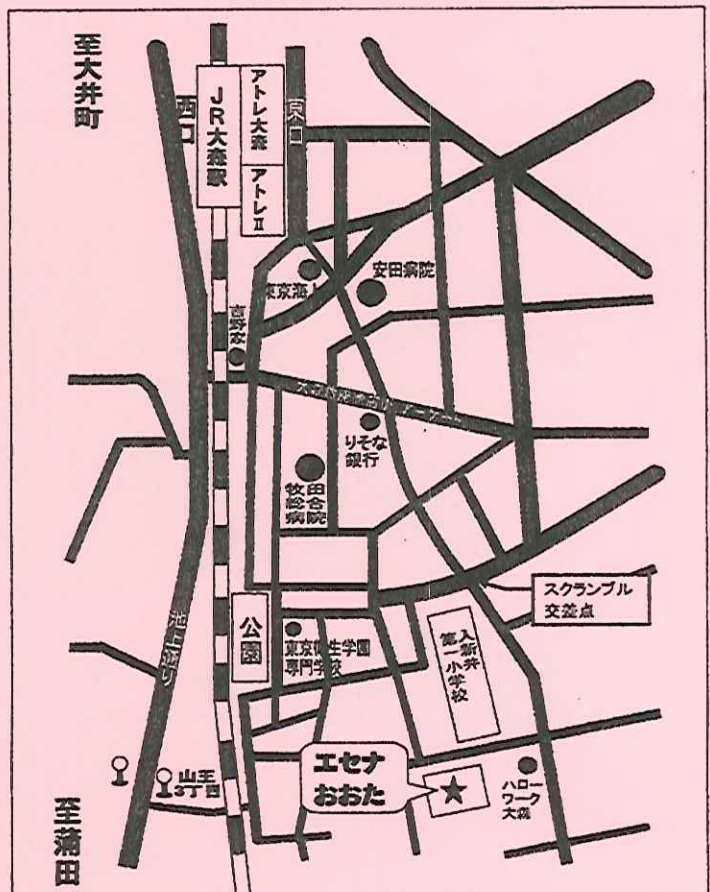 至大井町
西口
JR大森駅
アトレ大森
アトレⅡ
東京海上
安田病院
吉野家
りそな
銀行
牧田
総合
病院
スクランブル
交差点
公園
東京衛生学園
専門学校
入新井
第一小学校
池上通り
山王
3丁目
エセナ
おおた
ハロー
ワーク
大森
至蒲田